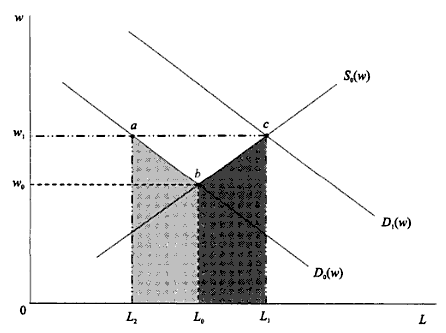 w
S₀(w)
a
c
w₁
b
w₀
D₁(w)
D₀(w)
0
L₂
L₀
L₁
L